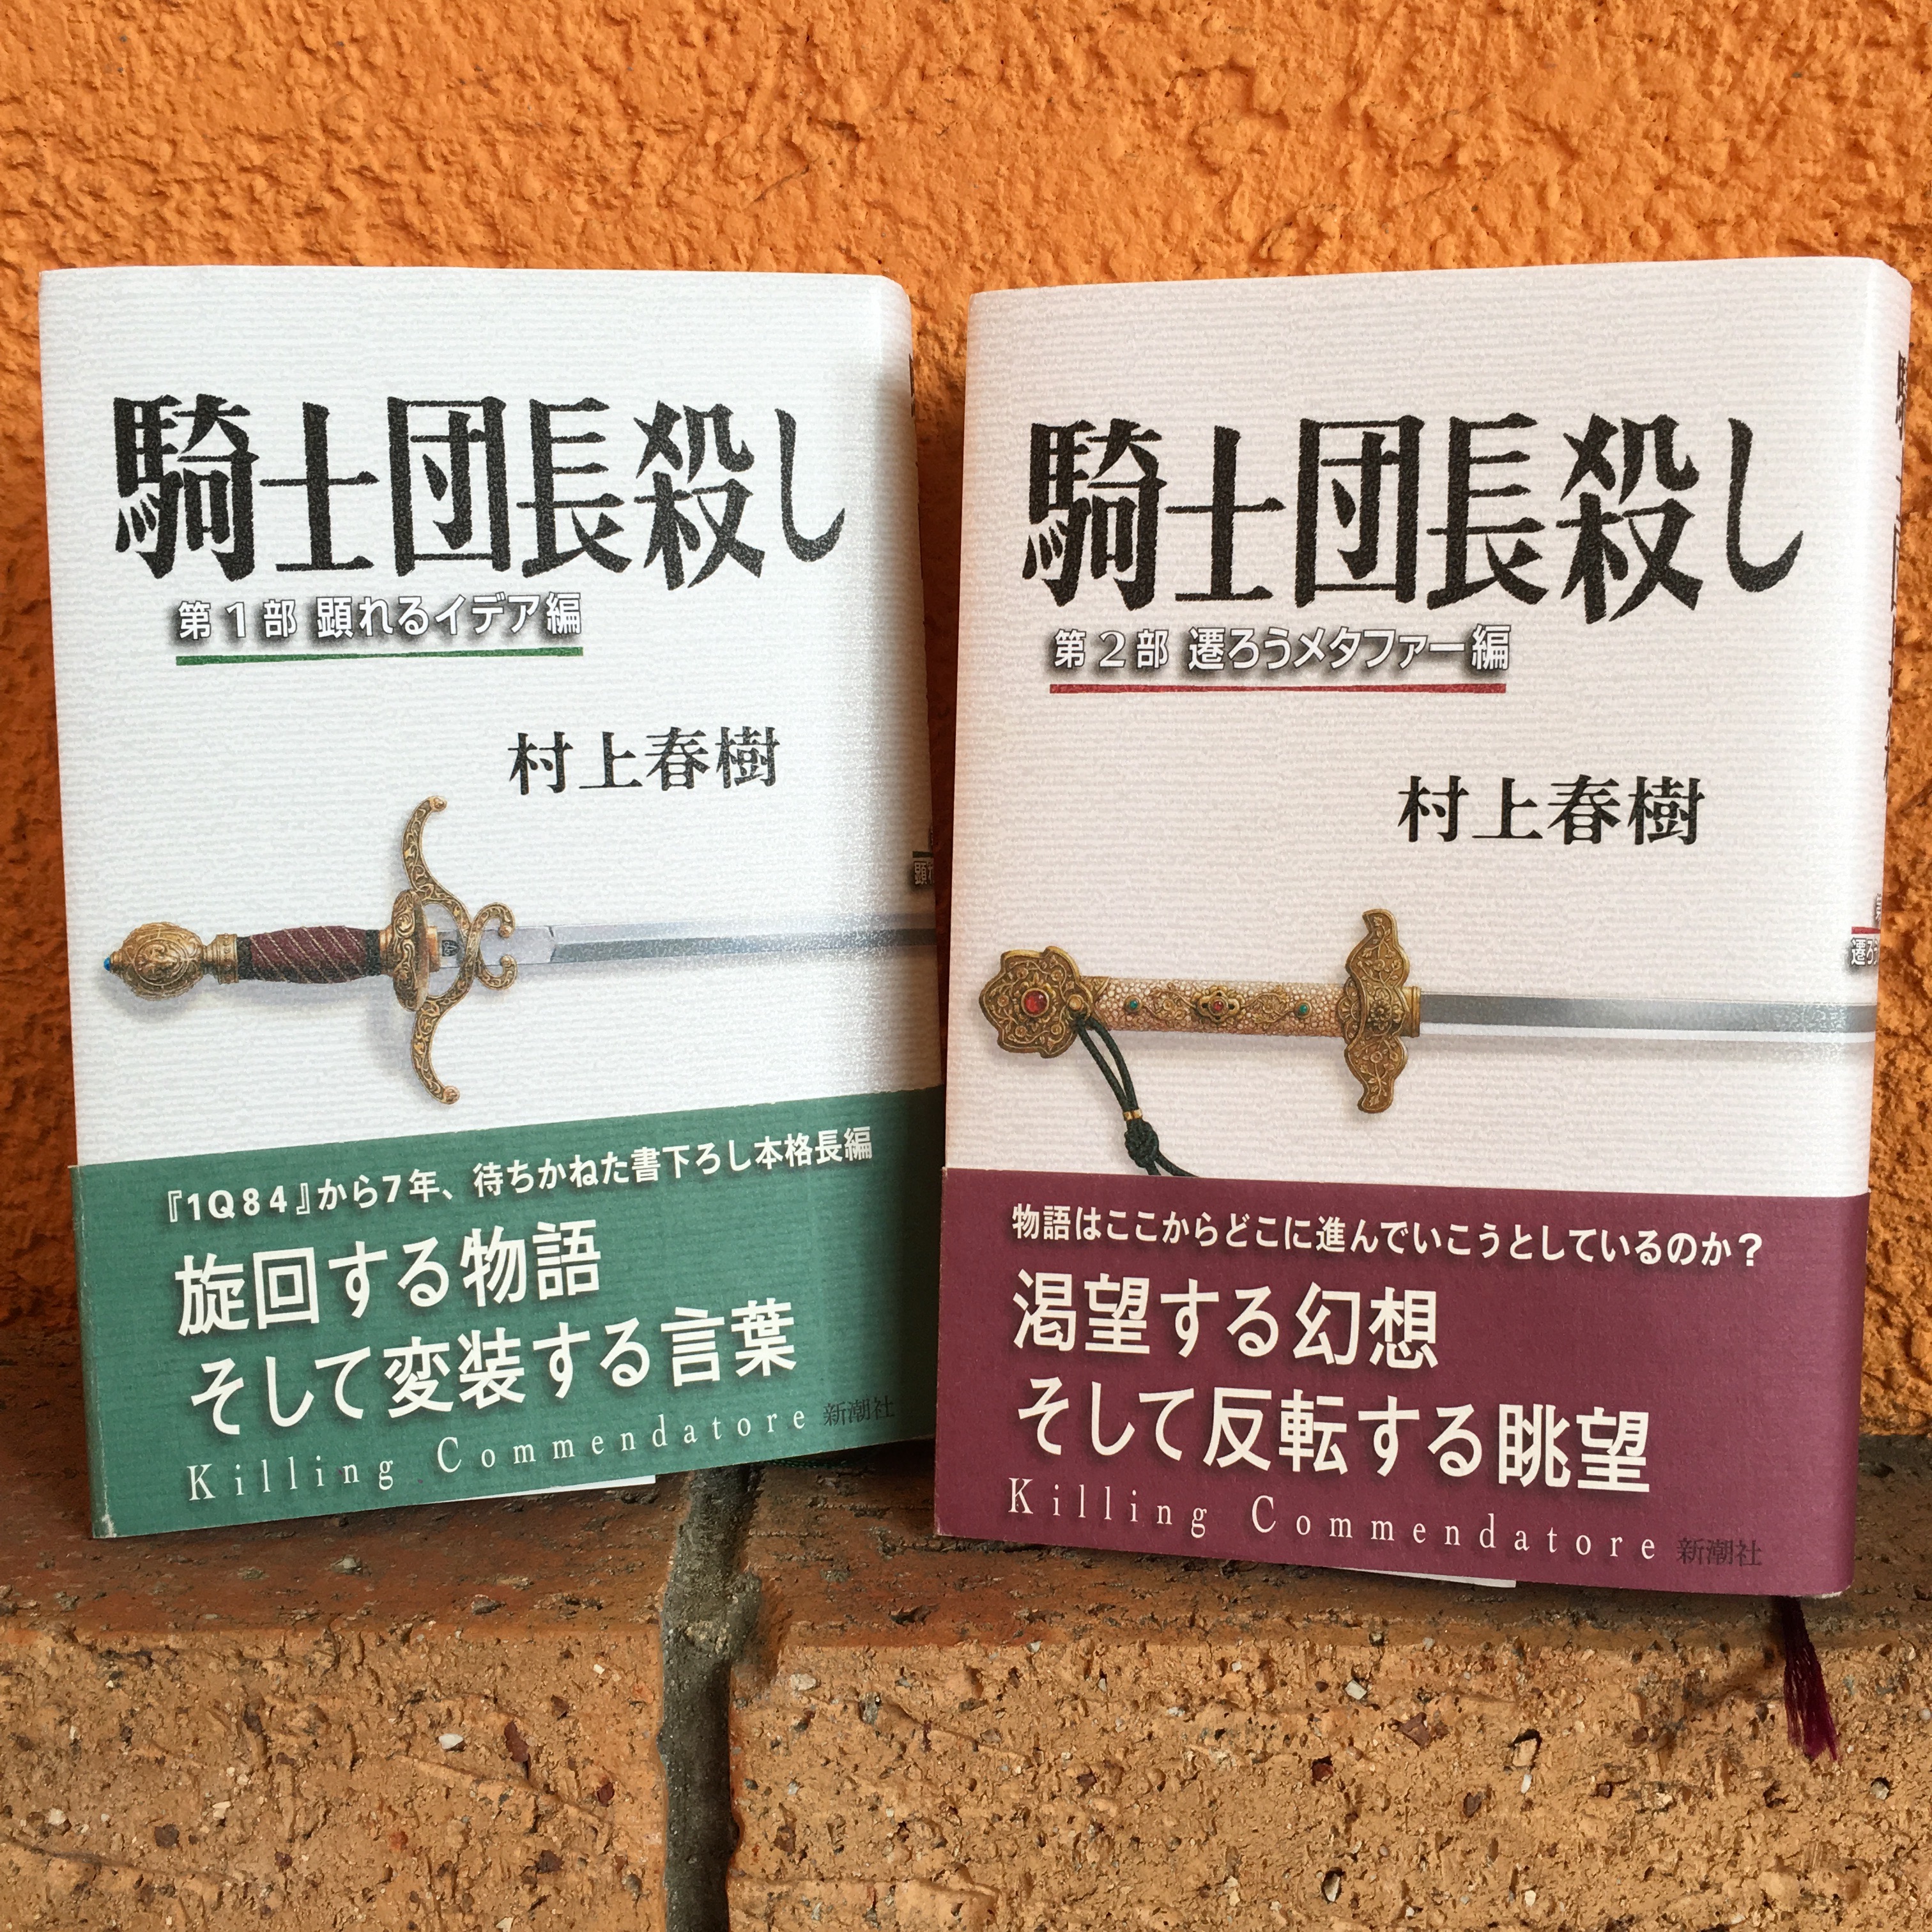 騎士団長殺し
第1部 顕れるイデア編
村上春樹
『1Q84』から7年、待ちかねた書下ろし本格長編
旋回する物語
そして変装する言葉
Killing Commendatore 新潮社
騎士団長殺し
第2部 遷ろうメタファー編
村上春樹
物語はここからどこに進んでいこうとしているのか？
渇望する幻想
そして反転する眺望
Killing Commendatore 新潮社